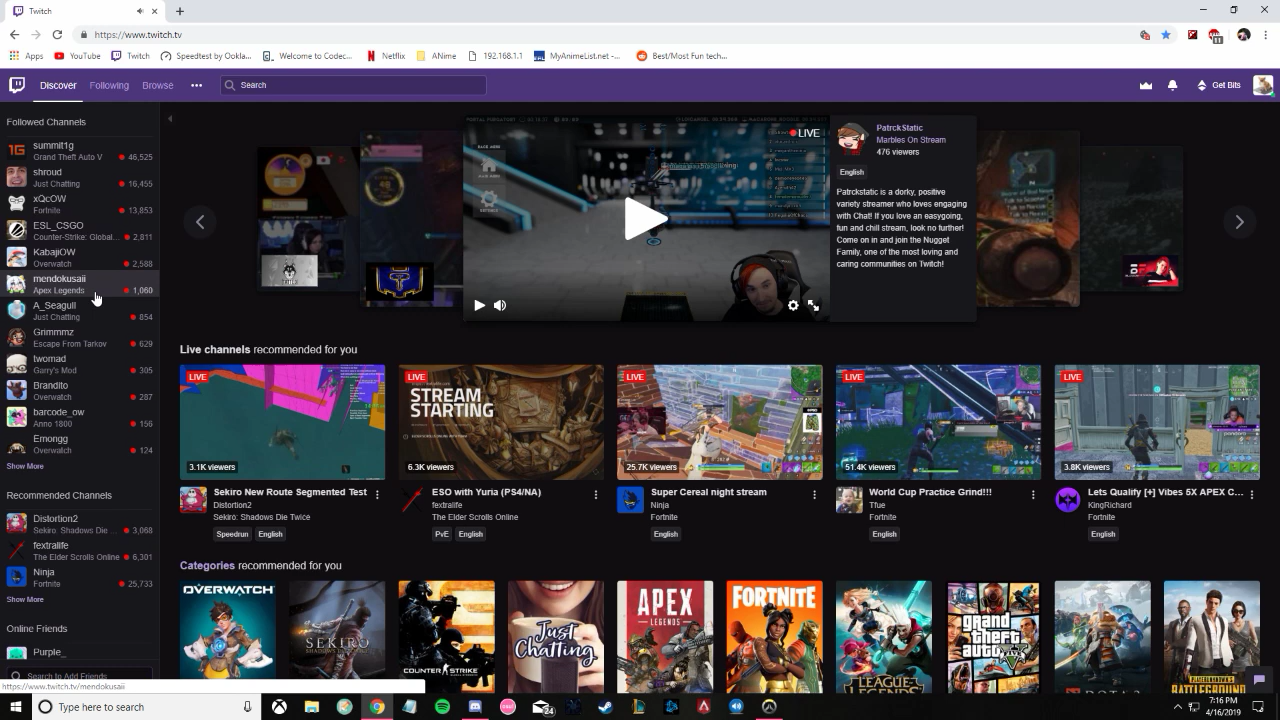 Twitch
https://www.twitch.tv
Apps YouTube Twitch Speedtest by Ookla... Welcome to Codec... Netflix ANime 192.168.1.1 MyAnimeList.net -... Best/Most Fun tech...
11
Discover Following Browse Search Get Bits
Followed Channels
summit1g
Grand Theft Auto V 46,525
shroud
Just Chatting 16,455
xQcOW
Fortnite 13,853
ESL_CSGO
Counter-Strike: Global... 2,811
KabajiOW
Overwatch 2,588
mendokusaii
Apex Legends 1,060
A_Seagull
Just Chatting 854
Grimmmz
Escape From Tarkov 629
twomad
Garry's Mod 305
Brandito
Overwatch 287
barcode_ow
Anno 1800 156
Emongg
Overwatch 124
Show More
Recommended Channels
Distortion2
Sekiro: Shadows Die ... 3,068
fextralife
The Elder Scrolls Online 6,301
Ninja
Fortnite 25,733
Show More
Online Friends
Purple_
Search to Add Friends
https://www.twitch.tv/mendokusaii
LIVE
PatrckStatic
Marbles On Stream
476 viewers
English
Patrckstatic is a dorky, positive
variety streamer who loves engaging
with Chat! If you love an easygoing,
fun and chill stream, look no further!
Come on in and join the Nugget
Family, one of the most loving and
caring communities on Twitch!
Live channels recommended for you
LIVE
3.1K viewers
Sekiro New Route Segmented Test
Distortion2
Sekiro: Shadows Die Twice
Speedrun English
LIVE
STREAM
STARTING
6.3K viewers
ESO with Yuria (PS4/NA)
fextralife
The Elder Scrolls Online
PvE English
LIVE
25.7K viewers
Super Cereal night stream
Ninja
Fortnite
English
LIVE
51.4K viewers
World Cup Practice Grind!!!
Tfue
Fortnite
English
LIVE
3.8K viewers
Lets Qualify [+] Vibes 5X APEX C...
KingRichard
Fortnite
English
Categories recommended for you
OVERWATCH
SEKIRO
COUNTER STRIKE
Just
Chatting
APEX
LEGENDS
FORTNITE
LEAGUE
LEGENDS
grand
theft
auto
V
DOTA 2
PLAYERUNKNOWN'S
BATTLEGROUNDS
Type here to search
24
7:16 PM
4/16/2019